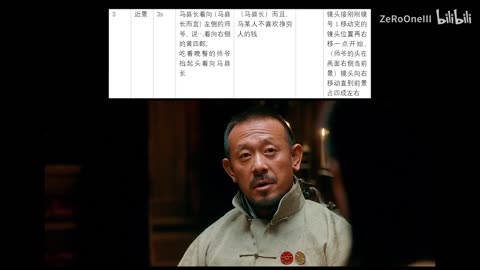 ZeRoOneIII bilibili
3 近景 3s 马县长看向(马县 (马县长)而且, 镜头接刚刚镜
长而言)左侧的师 马某人不喜欢挣穷 号1移动完的
爷,说...看向右侧 人的钱 镜头位置再右
的黄四郎; 移一点开始,
吃着晚餐的师爷 (师爷的头在
抬起头看向马县 画面右侧当前
长 景)镜头向右
移动直到前景
占四成左右